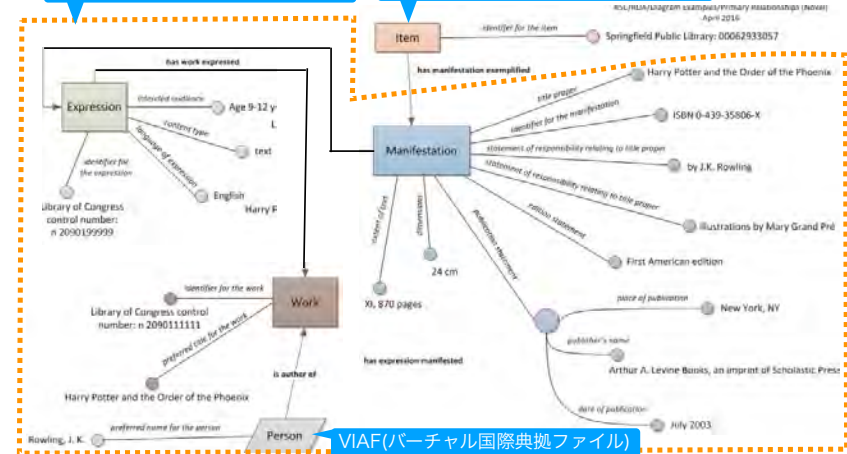 RSC/RDA/Diagram Examples/Primary Relationships (Novel)
April 2016
Item
identifier for the item
Springfield Public Library: 00062933057
has work expressed
has manifestation exemplified
Harry Potter and the Order of the Phoenix
title proper
Expression
intended audience
Age 9-12 y
L
identifier for the manifestation
ISBN 0-439-35806-X
content type
text
language of expression
Manifestation
statement of responsibility relating to title proper
by J.K. Rowling
identifier for
the expression
English
Harry P
statement of responsibility relating to title proper
Illustrations by Mary Grand Pré
Library of Congress
control number:
n 2090199999
extent of text
dimensions
publication statement
edition statement
First American edition
24 cm
XI, 870 pages
identifier for the work
Work
Library of Congress control
number: n 2090111111
preferred title for the work
place of publication
New York, NY
publisher's name
Arthur A. Levine Books, an imprint of Scholastic Press
has expression manifested
is author of
Harry Potter and the Order of the Phoenix
date of publication
July 2003
Rowling, J. K.
preferred name for the person
Person
VIAF(バーチャル国際典拠ファイル)